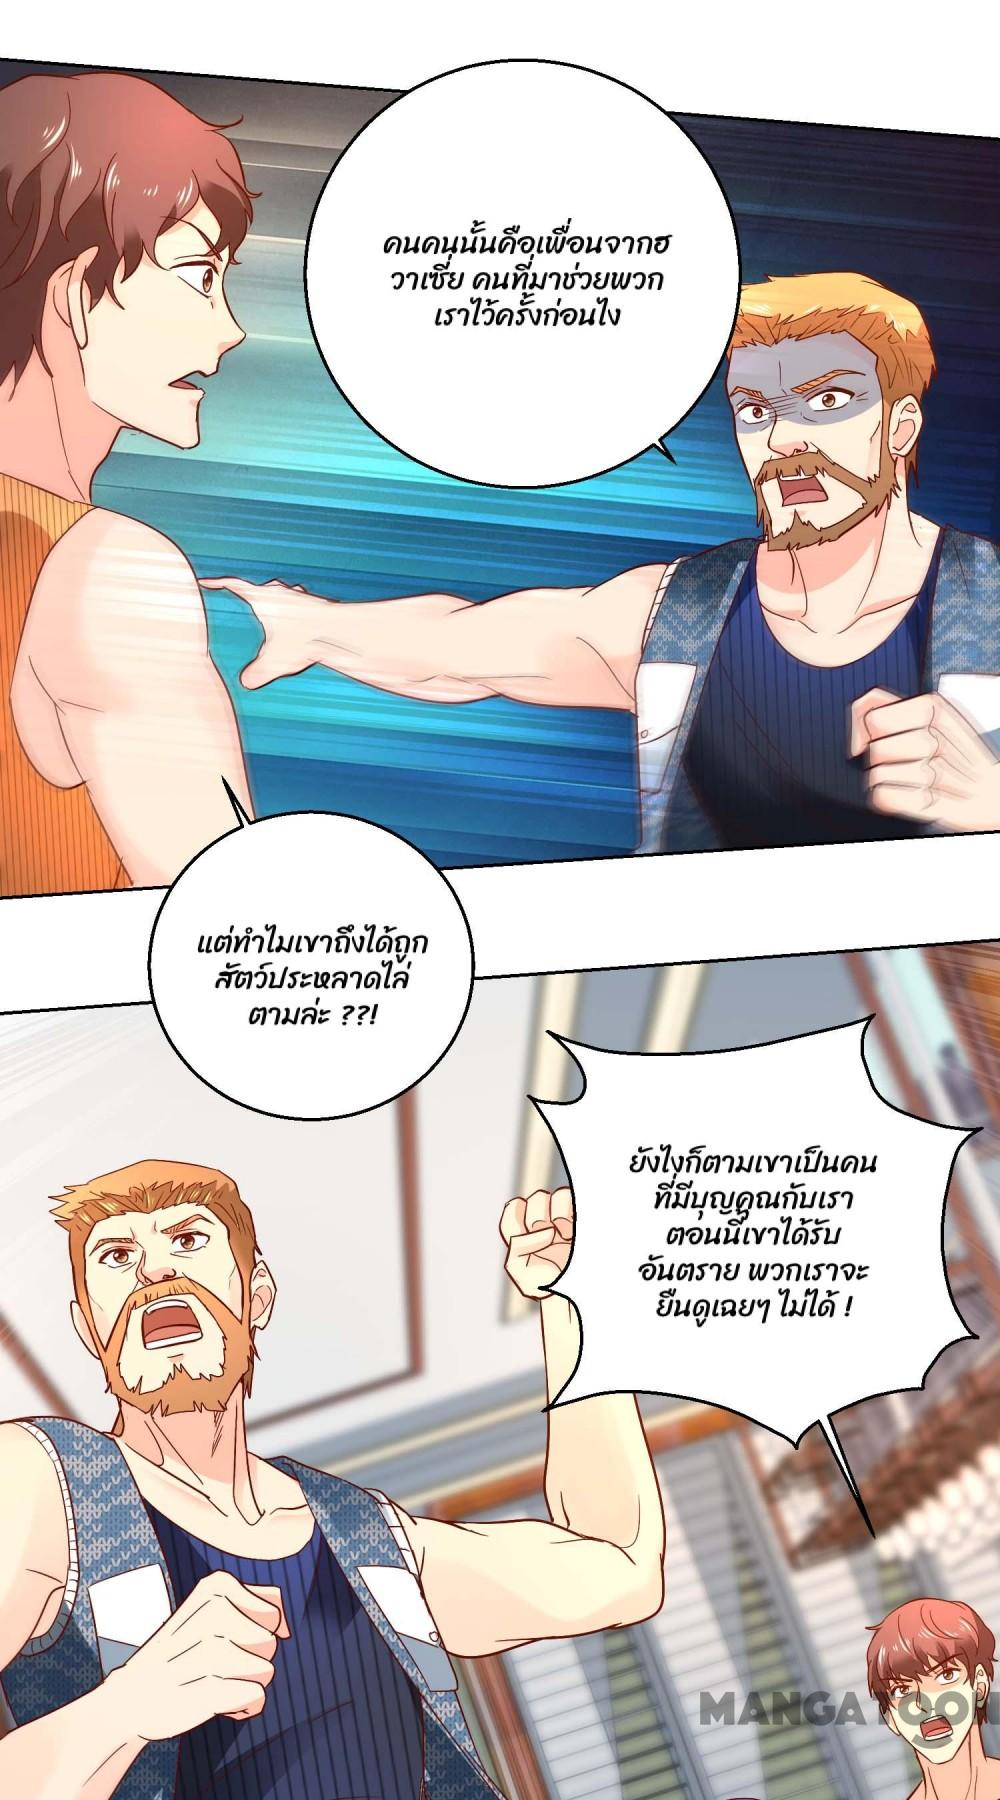 คนคนนั้นคือเพื่อนจากฮ
วาเซี่ย คนที่มาช่วยพวก
เราไว้ครั้งก่อนไง
แต่ทำไมเขาถึงได้ถูก
สัตว์ประหลาดไล่
ตามล่ะ ??!
ยังไงก็ตามเขาเป็นคน
ที่มีบุญคุณกับเรา
ตอนนี้เขาได้รับ
อันตราย พวกเราจะ
ยืนดูเฉยๆ ไม่ได้ !
MANGATOON